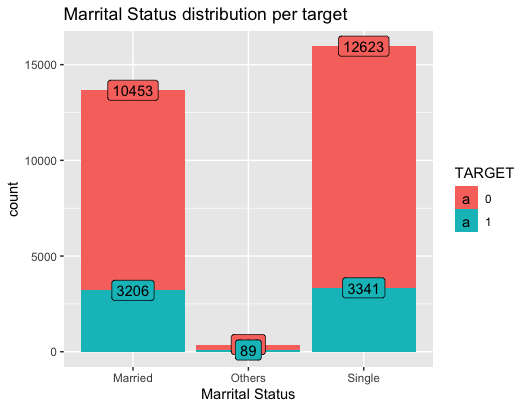 Marrital Status distribution per target
12623
15000
10453
10000
count
TARGET
a 0
a 1
5000
3206
3341
89
0
Married Others Single
Marrital Status